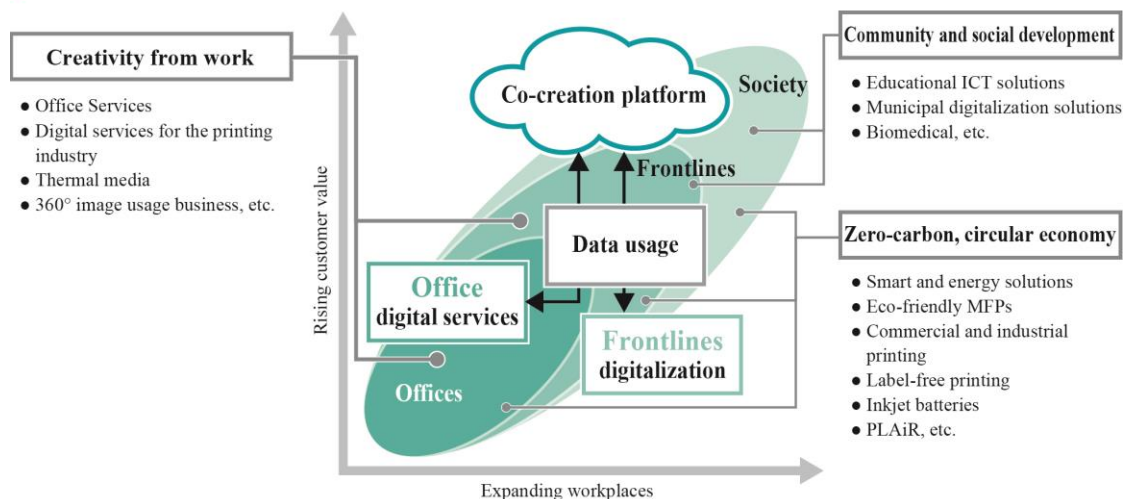 Creativity from work
● Office Services
● Digital services for the printing
industry
● Thermal media
● 360° image usage business, etc.
Rising customer value
Expanding workplaces
Co-creation platform
Society
Frontlines
Data usage
Office
digital services
Frontlines
digitalization
Offices
Community and social development
● Educational ICT solutions
● Municipal digitalization solutions
● Biomedical, etc.
Zero-carbon, circular economy
● Smart and energy solutions
● Eco-friendly MFPs
● Commercial and industrial
printing
● Label-free printing
● Inkjet batteries
● PLAiR, etc.